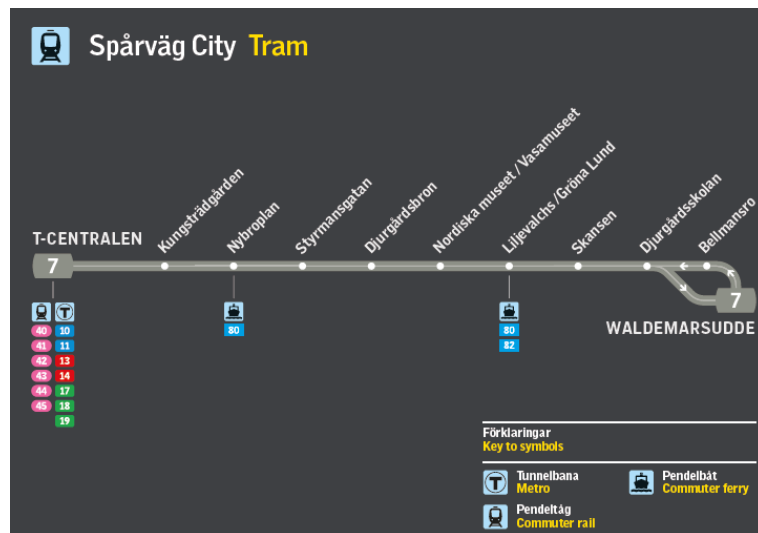 Spårväg City Tram
T-CENTRALEN
7
Kungsträdgården
Nybroplan
Styrmansgatan
Djurgårdsbron
Nordiska museet / Vasamuseet
Liljevalchs /Gröna Lund
Skansen
Djurgårdsskolan
Bellmansro
7
WALDEMARSUDDE
T
40 10
41 11
42 13
43 14
44 17
45 18
19
80
80
82
Förklaringar
Key to symbols
T
Tunnelbana
Metro
Pendeltåg
Commuter rail
Pendelbåt
Commuter ferry